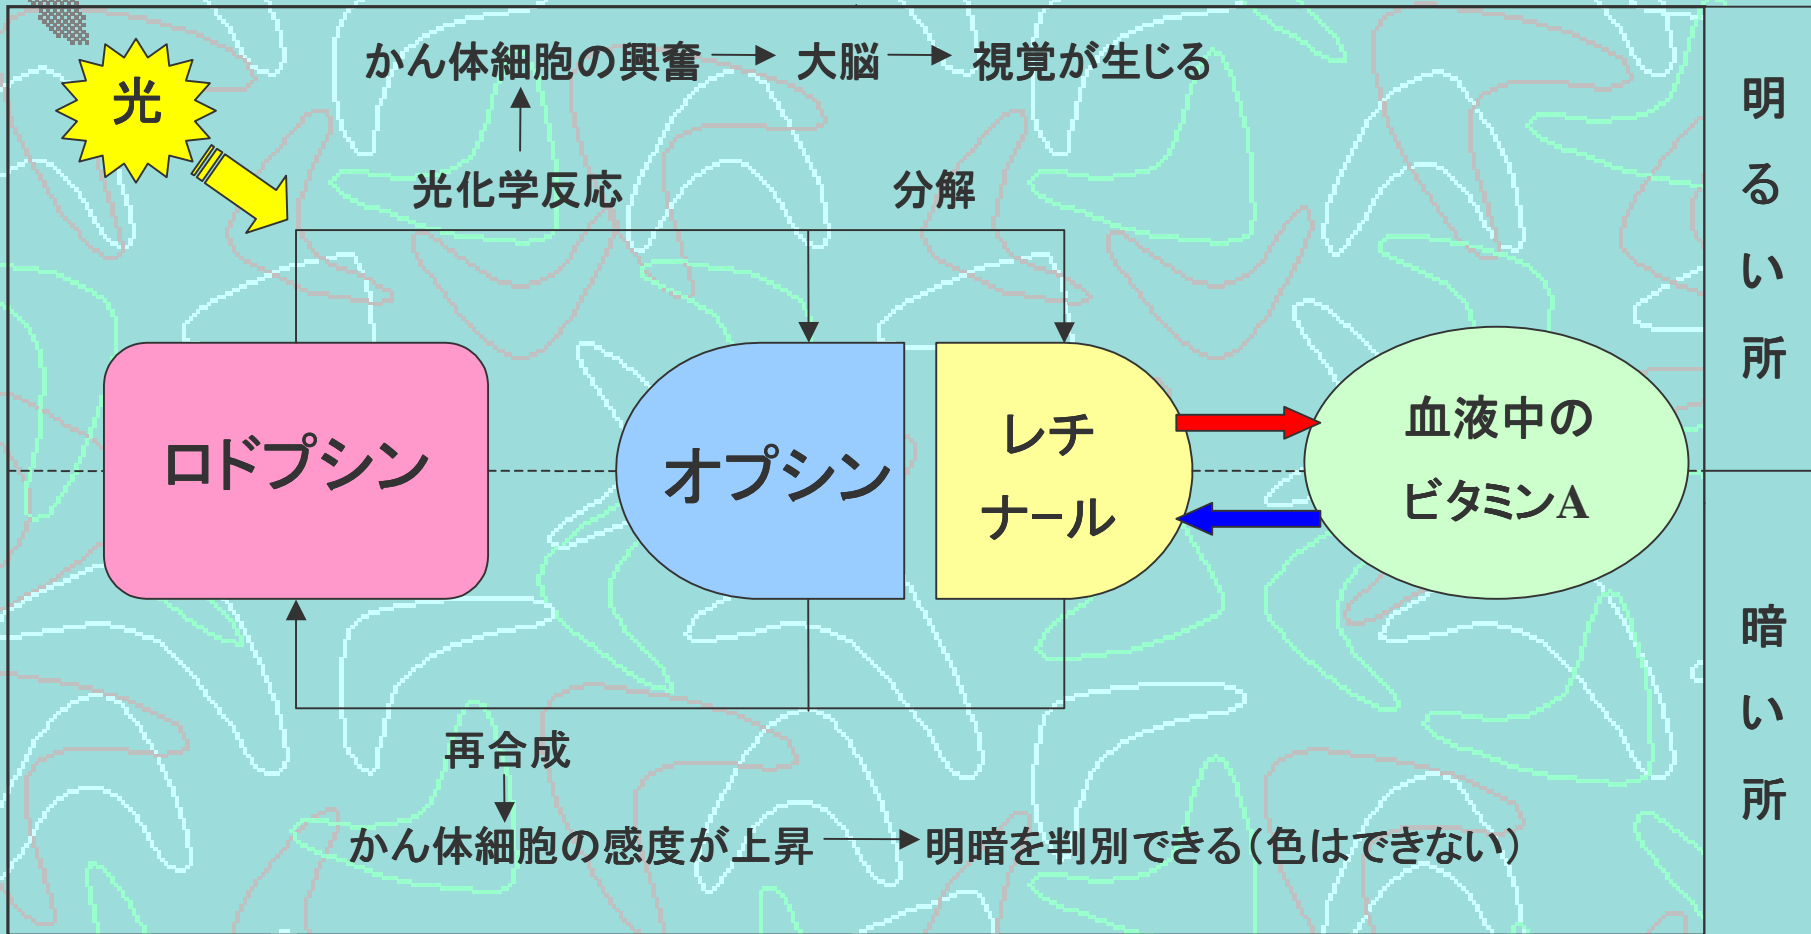 かん体細胞の興奮 → 大脳 → 視覚が生じる
光
光化学反応
分解
明るい所
ロドプシン
オプシン
レチ
ナール
血液中の
ビタミンA
暗い所
再合成
かん体細胞の感度が上昇 → 明暗を判別できる（色はできない）